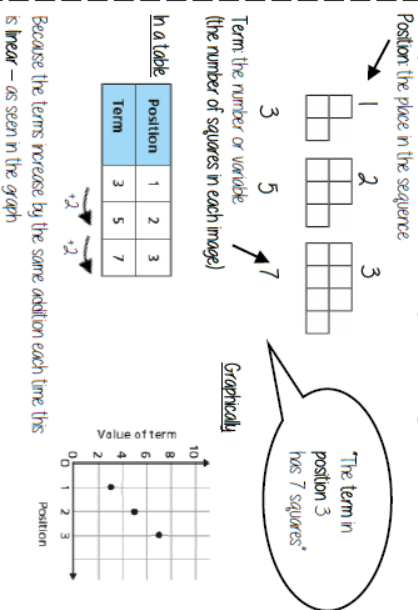 Position: the place in the sequence
1 2 3
3 5 7
Term: the number or variable
(the number of squares in each image)
"The term in
position 3
has 7 squares"
In a table
Position 1 2 3
Term 3 5 7
+2 +2
Because the terms increase by the same addition each time this
is linear – as seen in the graph
Graphically
Value of term
10
8
6
4
2
0
0 1 2 3
Position